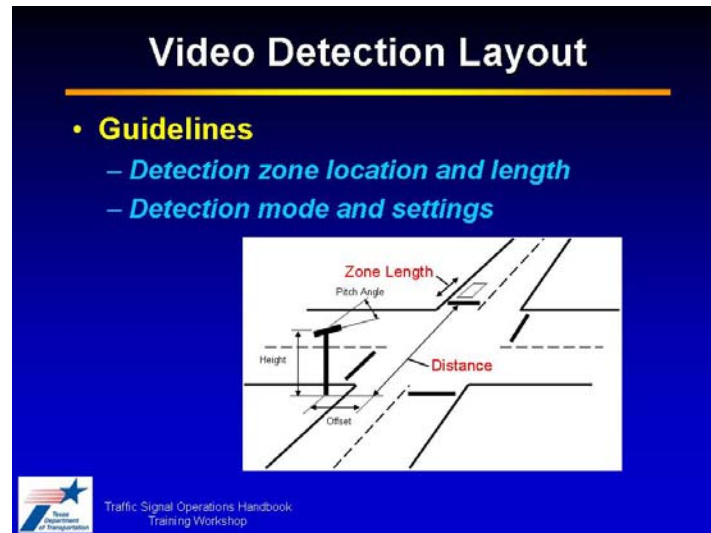 Video Detection Layout
• Guidelines
– Detection zone location and length
– Detection mode and settings
Zone Length
Pitch Angle
Height
Distance
Offset
Texas
Department
of Transportation
Traffic Signal Operations Handbook
Training Workshop